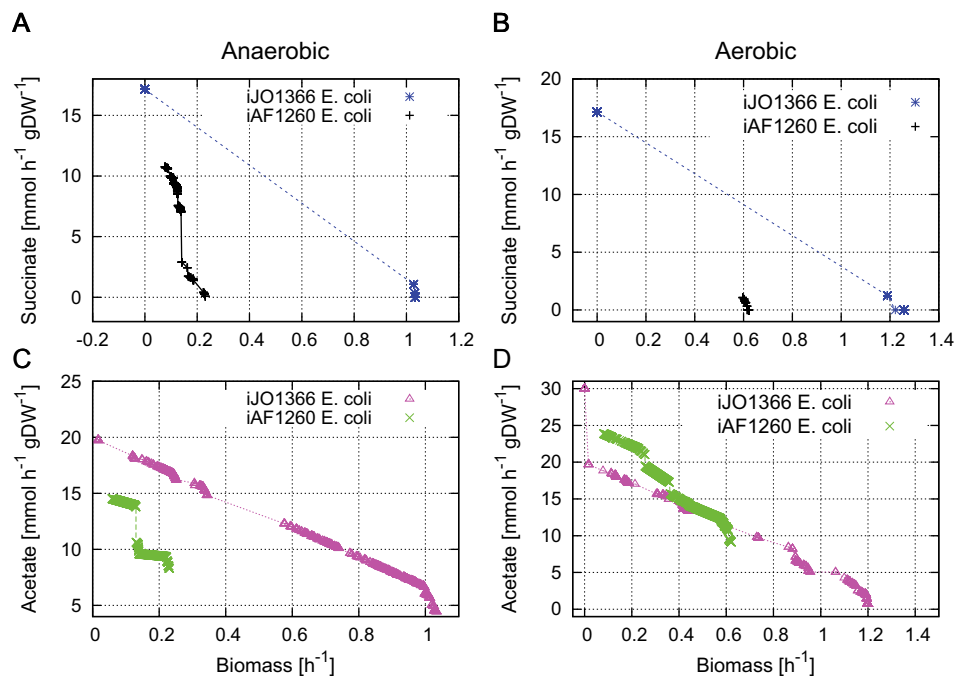 A
Anaerobic
Succinate [mmol h⁻¹ gDW⁻¹]
15
10
5
0
-0.2 0 0.2 0.4 0.6 0.8 1 1.2
iJO1366 E. coli
iAF1260 E. coli
B
Aerobic
Succinate [mmol h⁻¹ gDW⁻¹]
20
15
10
5
0
0 0.2 0.4 0.6 0.8 1 1.2 1.4
iJO1366 E. coli
iAF1260 E. coli
C
Acetate [mmol h⁻¹ gDW⁻¹]
25
20
15
10
5
0 0.2 0.4 0.6 0.8 1
iJO1366 E. coli
iAF1260 E. coli
Biomass [h⁻¹]
D
Acetate [mmol h⁻¹ gDW⁻¹]
30
25
20
15
10
5
0
0 0.2 0.4 0.6 0.8 1 1.2 1.4
iJO1366 E. coli
iAF1260 E. coli
Biomass [h⁻¹]